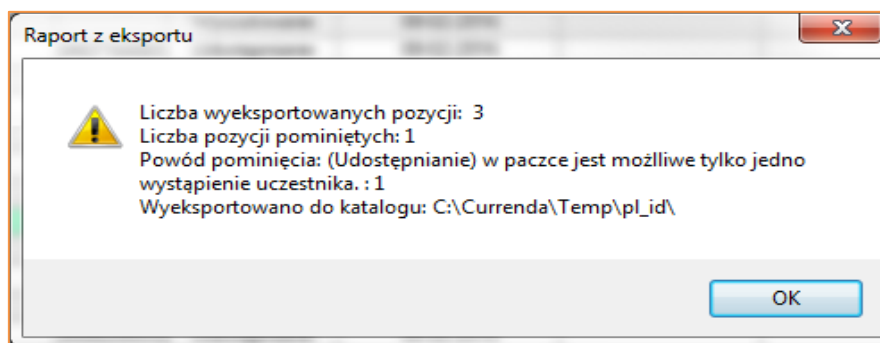 Raport z eksportu
Liczba wyeksportowanych pozycji: 3
Liczba pozycji pominiętych: 1
Powód pominięcia: (Udostępnianie) w paczce jest możlliwe tylko jedno
wystąpienie uczestnika. : 1
Wyeksportowano do katalogu: C:\Currenda\Temp\pl_id\
OK